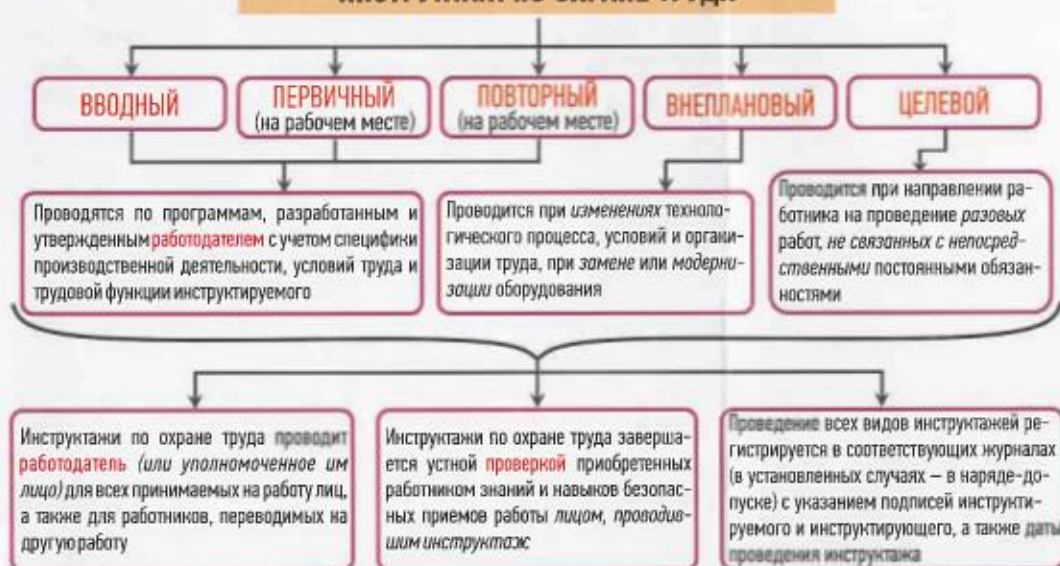 ВВОДНЫЙ
ПЕРВИЧНЫЙ
(на рабочем месте)
ПОВТОРНЫЙ
(на рабочем месте)
ВНЕПЛАНОВЫЙ
ЦЕЛЕВОЙ
Проводятся по программам, разработанным и
утвержденным работодателем с учетом специфики
производственной деятельности, условий труда и
трудовой функции инструктируемого
Проводится при изменениях техноло-
гического процесса, условий и органи-
зации труда, при замене или модерни-
зации оборудования
Проводится при направлении ра-
ботника на проведение разовых
работ, не связанных с непосред-
ственными постоянными обязан-
ностями
Инструктажи по охране труда проводит
работодатель (или уполномоченное им
лицо) для всех принимаемых на работу лиц,
а также для работников, переводимых на
другую работу
Инструктажи по охране труда заверша-
ется устной проверкой приобретенных
работником знаний и навыков безопас-
ных приемов работы лицом, проводив-
шим инструктаж
Проведение всех видов инструктажей ре-
гистрируется в соответствующих журналах
(в установленных случаях – в наряде-до-
пуске) с указанием подписей инструкти-
руемого и инструктирующего, а также даты
проведения инструктажа